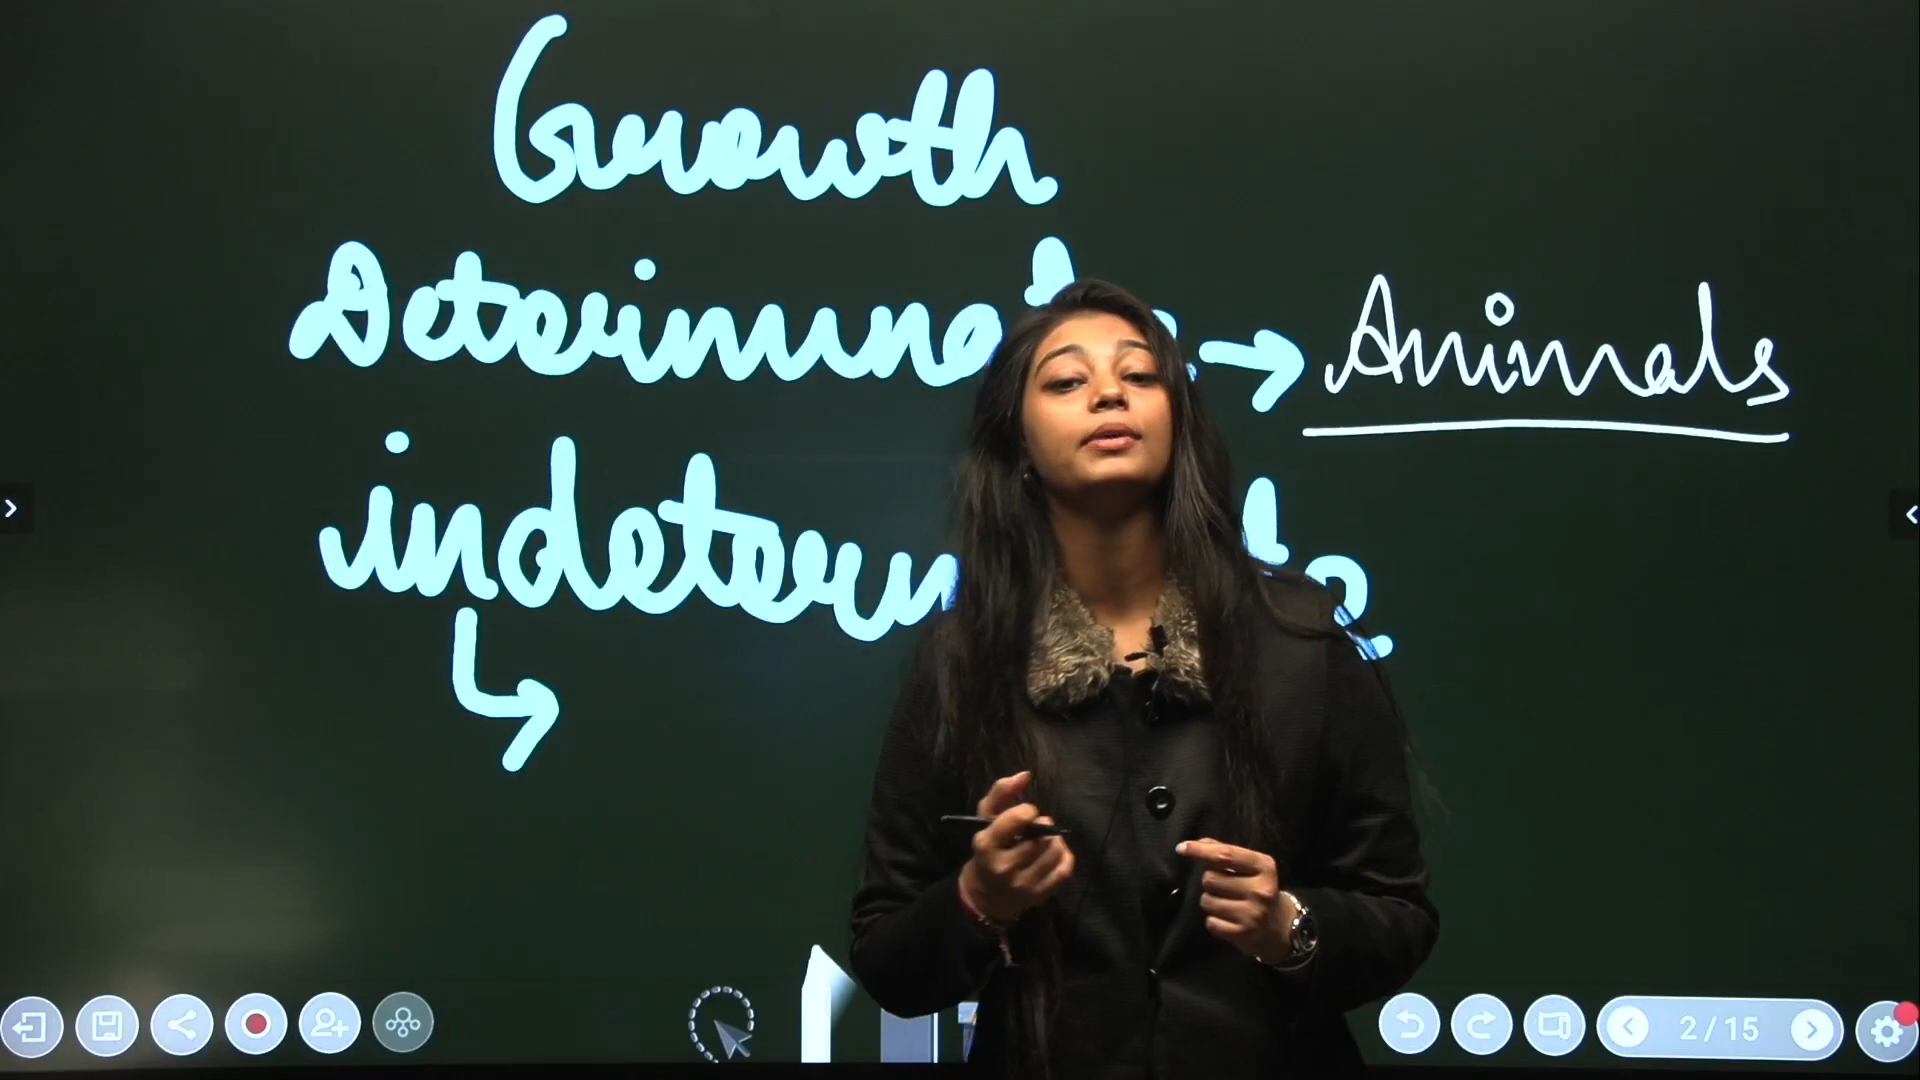 Growth
Determinate → Animals
indeterminate
2/15